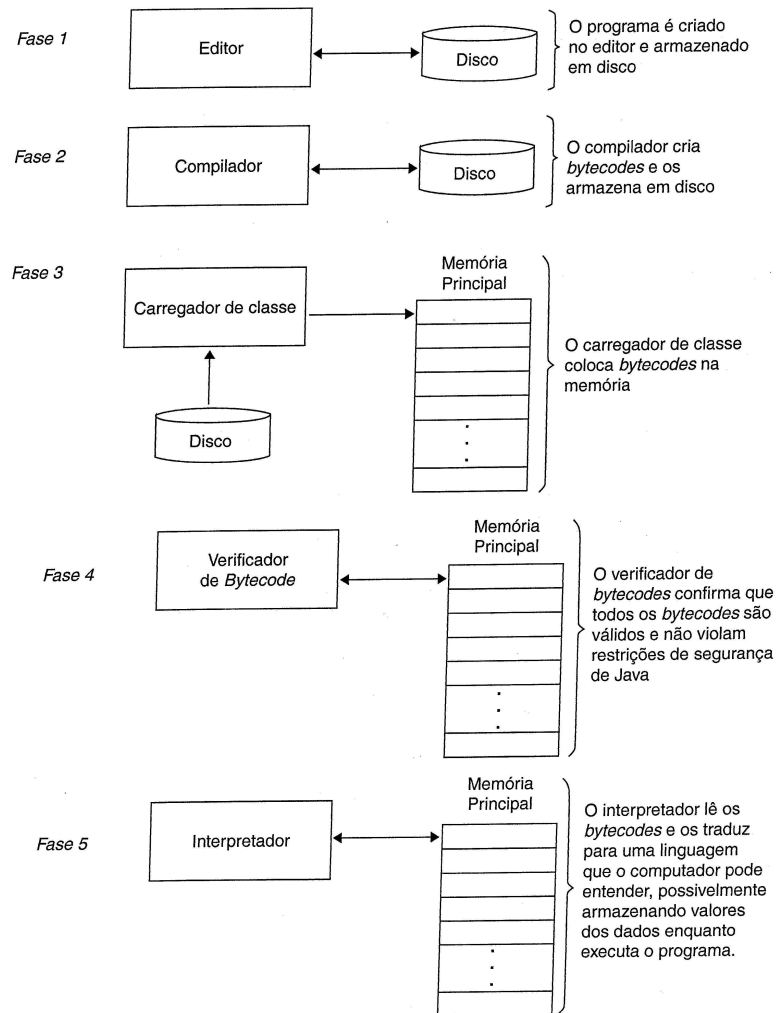 Fase 1
Editor
Disco
O programa é criado
no editor e armazenado
em disco
Fase 2
Compilador
Disco
O compilador cria
bytecodes e os
armazena em disco
Fase 3
Carregador de classe
Disco
Memória
Principal
O carregador de classe
coloca bytecodes na
memória
Fase 4
Verificador
de Bytecode
Memória
Principal
O verificador de
bytecodes confirma que
todos os bytecodes são
válidos e não violam
restrições de segurança
de Java
Fase 5
Interpretador
Memória
Principal
O interpretador lê os
bytecodes e os traduz
para uma linguagem
que o computador pode
entender, possivelmente
armazenando valores
dos dados enquanto
executa o programa.